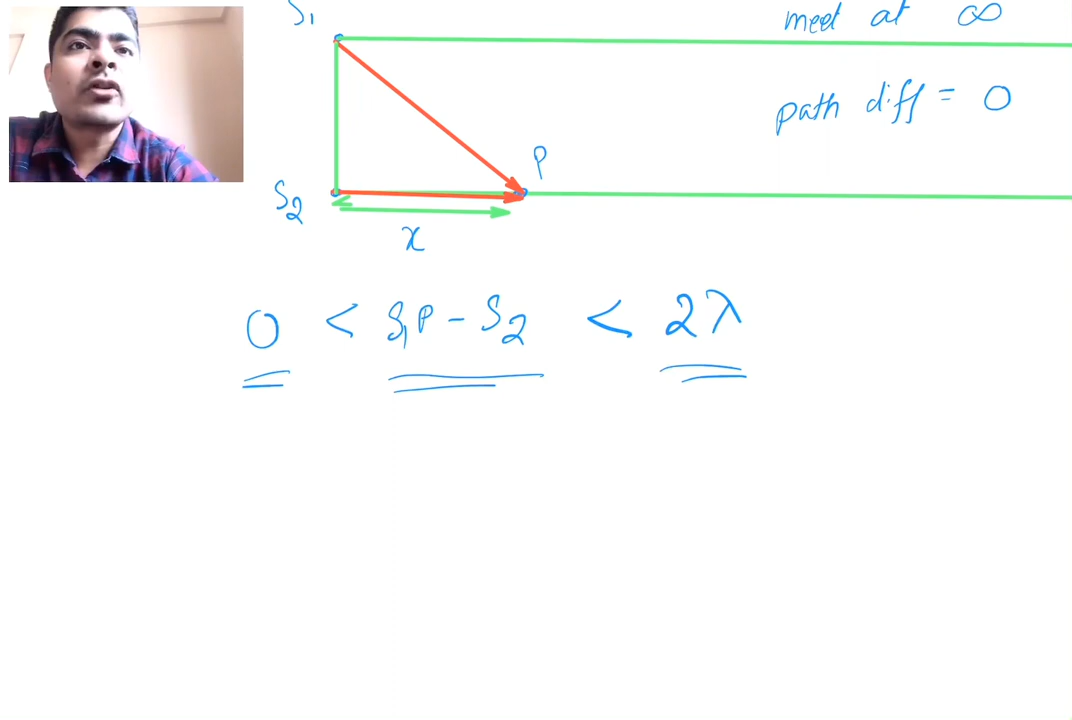 S₁
meet at ∞
path diff = 0
P
S₂
x
0 < S₁P - S₂ < 2λ